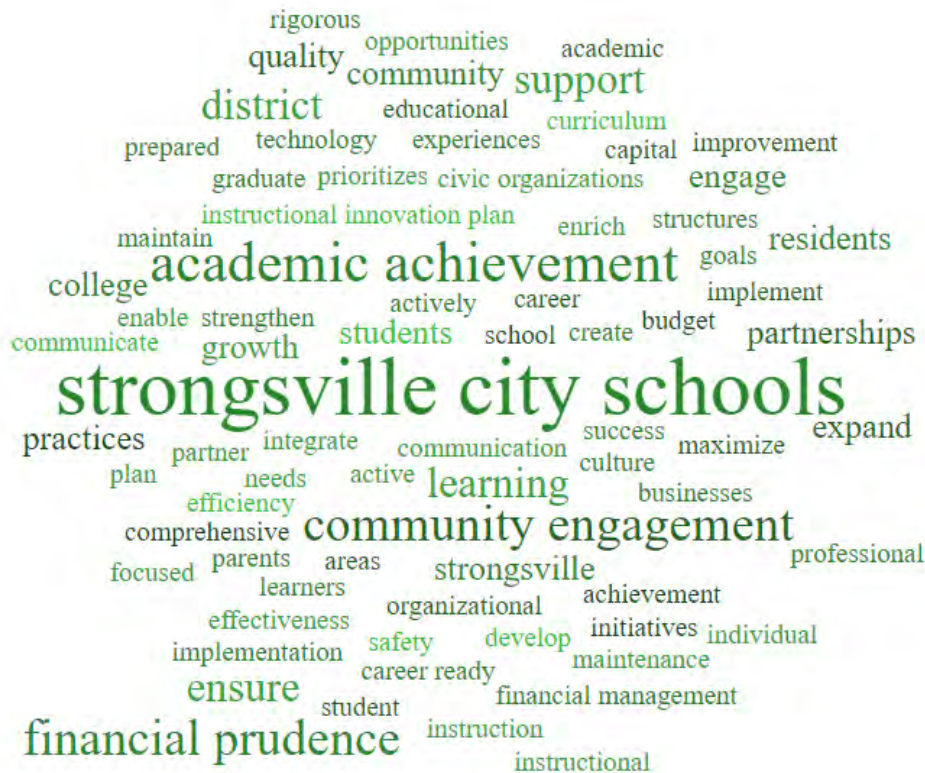 rigorous
quality opportunities academic
community support
district educational curriculum
prepared technology experiences capital improvement
graduate prioritizes civic organizations engage
instructional innovation plan enrich structures
maintain academic achievement goals residents
college actively career implement
enable strengthen students school create budget partnerships
communicate growth
strongsville city schools
practices partner integrate communication success maximize expand
plan needs active learning culture businesses
efficiency
comprehensive community engagement professional
focused parents areas strongsville
learners organizational achievement
effectiveness safety develop initiatives individual
implementation career ready maintenance
ensure student financial management
financial prudence instruction
instructional